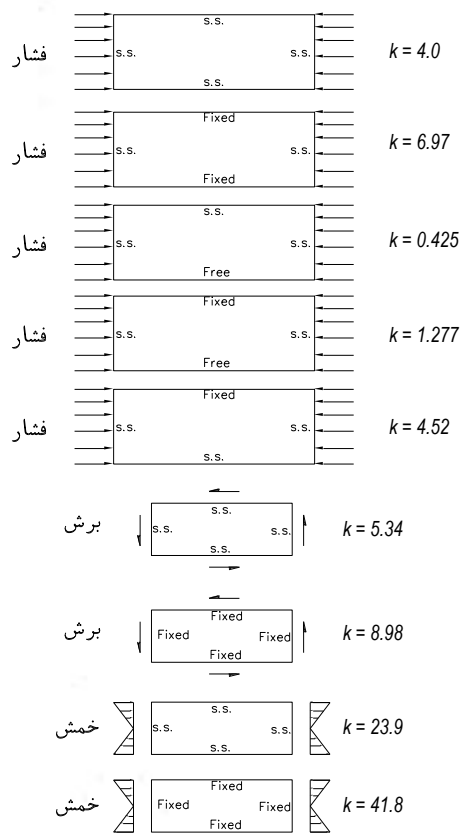 s.s.
فشار s.s. s.s. k = 4.0
s.s.
Fixed
فشار s.s. s.s. k = 6.97
Fixed
s.s.
فشار s.s. s.s. k = 0.425
Free
Fixed
فشار s.s. s.s. k = 1.277
Free
Fixed
فشار s.s. s.s. k = 4.52
s.s.
s.s.
برش s.s. s.s. k = 5.34
s.s.
Fixed
برش Fixed Fixed k = 8.98
Fixed
s.s.
خمش s.s. s.s. k = 23.9
s.s.
Fixed
خمش Fixed Fixed k = 41.8
Fixed